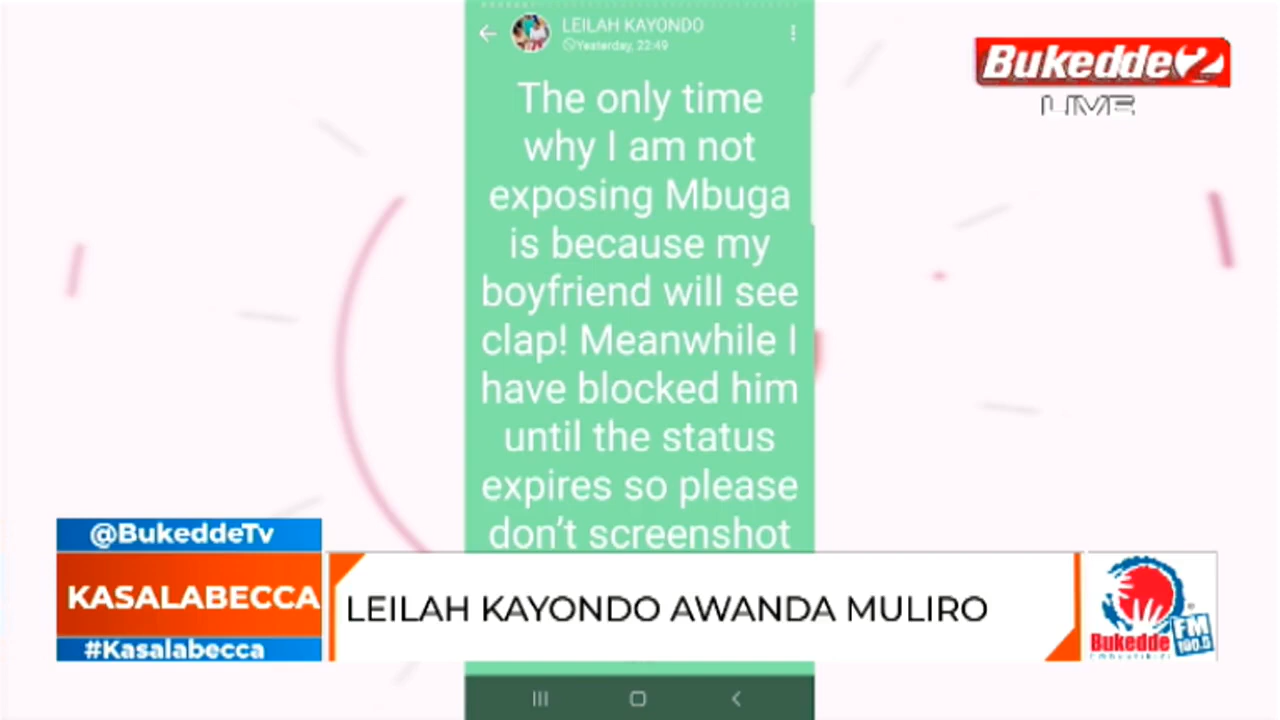 LEILAH KAYONDO
Yesterday, 22:49
The only time
why I am not
exposing Mbuga
is because my
boyfriend will see
clap! Meanwhile I
have blocked him
until the status
expires so please
don't screenshot
Bukedde 2
LIVE
@BukeddeTv
KASALABECCA
#Kasalabecca
LEILAH KAYONDO AWANDA MULIRO
Bukedde
FM
100.5